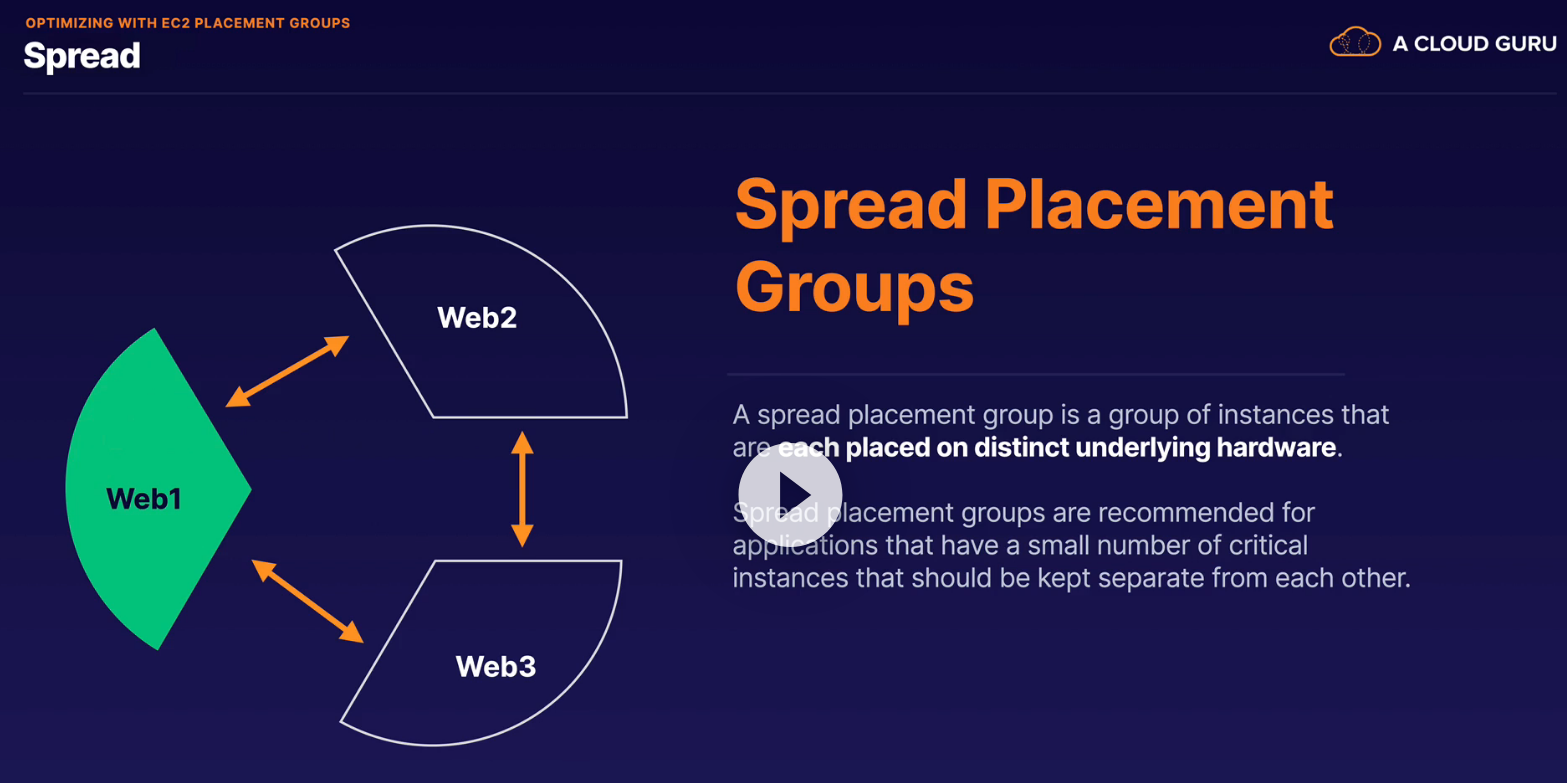 OPTIMIZING WITH EC2 PLACEMENT GROUPS
Spread
A CLOUD GURU
Spread Placement
Groups
Web2
Web1
Web3
A spread placement group is a group of instances that
are each placed on distinct underlying hardware.
Spread placement groups are recommended for
applications that have a small number of critical
instances that should be kept separate from each other.